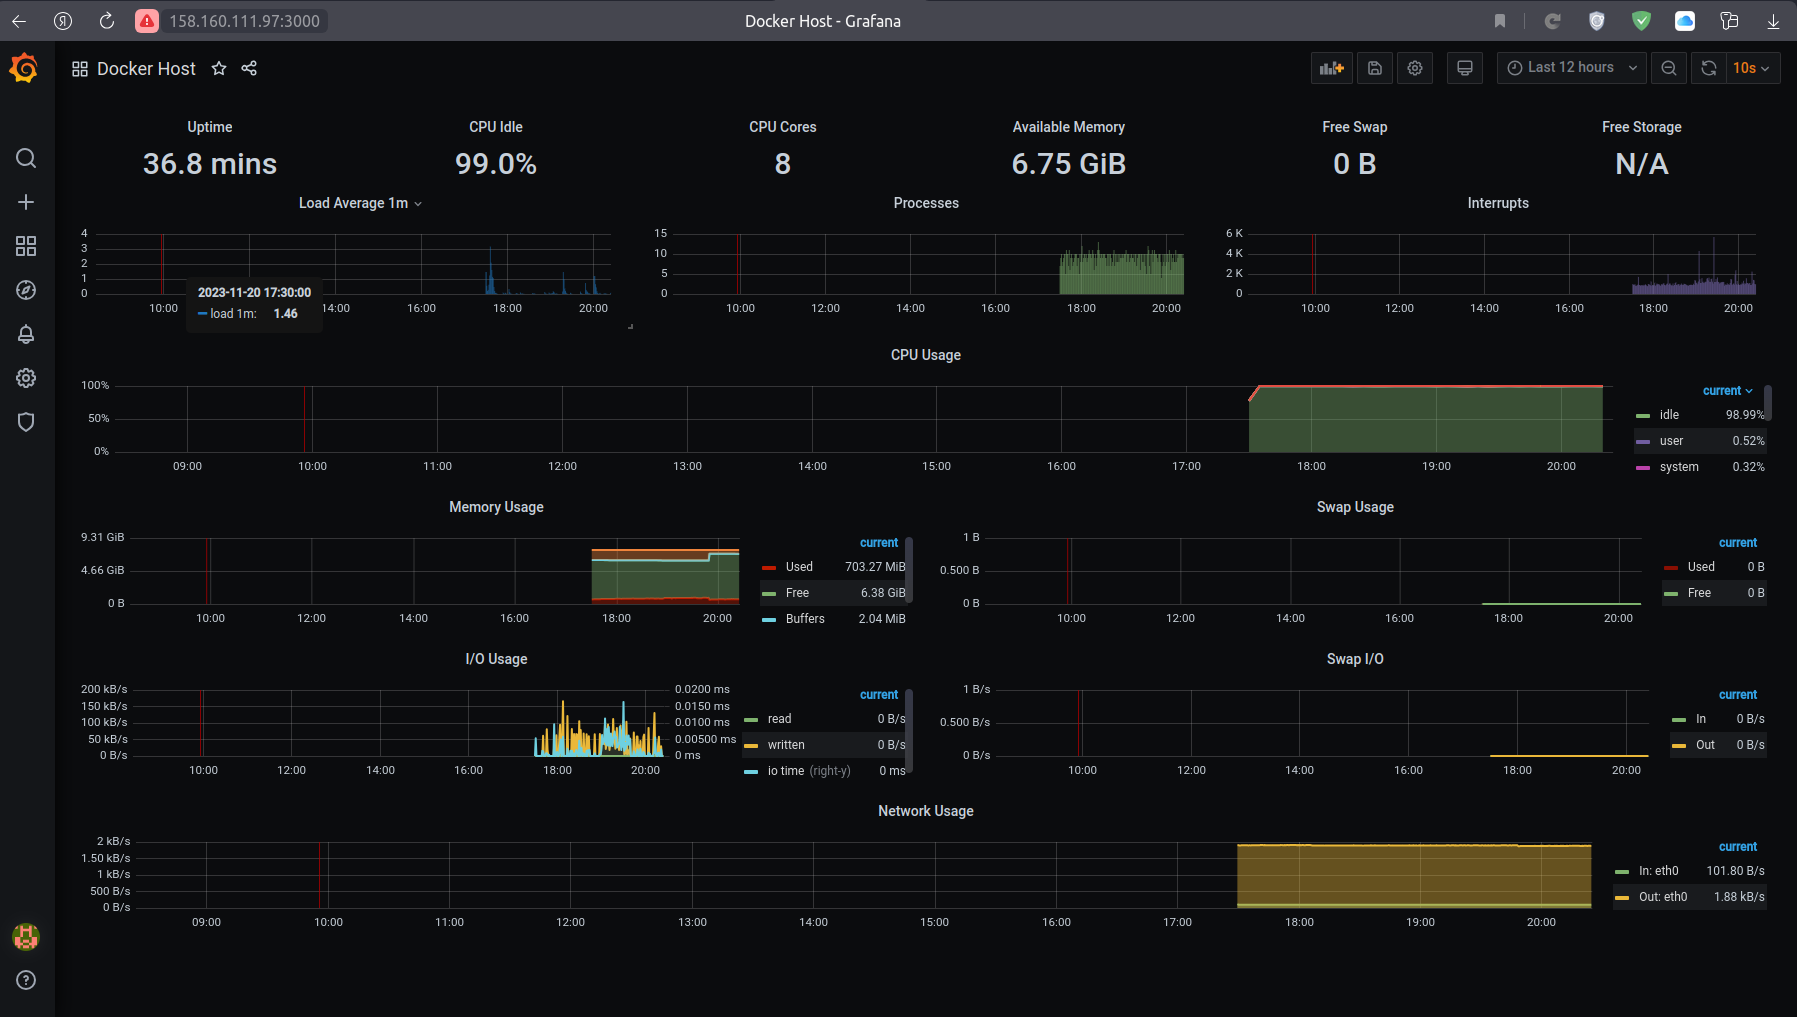 158.160.111.97:3000
Docker Host - Grafana
Docker Host
Last 12 hours
10s
Uptime
36.8 mins
CPU Idle
99.0%
CPU Cores
8
Available Memory
6.75 GiB
Free Swap
0 B
Free Storage
N/A
Load Average 1m
4
3
2
1
0
10:00
14:00
16:00
18:00
20:00
2023-11-20 17:30:00
load 1m: 1.46
Processes
15
10
5
0
10:00 12:00 14:00 16:00 18:00 20:00
Interrupts
6 K
4 K
2 K
0
10:00 12:00 14:00 16:00 18:00 20:00
CPU Usage
100%
50%
0%
09:00 10:00 11:00 12:00 13:00 14:00 15:00 16:00 17:00 18:00 19:00 20:00
current
idle 98.99%
user 0.52%
system 0.32%
Memory Usage
9.31 GiB
4.66 GiB
0 B
10:00 12:00 14:00 16:00 18:00 20:00
current
Used 703.27 MiB
Free 6.38 GiB
Buffers 2.04 MiB
Swap Usage
1 B
0.500 B
0 B
10:00 12:00 14:00 16:00 18:00 20:00
current
Used 0 B
Free 0 B
I/O Usage
200 kB/s
150 kB/s
100 kB/s
50 kB/s
0 B/s
0.0200 ms
0.0150 ms
0.0100 ms
0.00500 ms
0 ms
10:00 12:00 14:00 16:00 18:00 20:00
current
read 0 B/s
written 0 B/s
io time (right-y) 0 ms
Swap I/O
1 B/s
0.500 B/s
0 B/s
10:00 12:00 14:00 16:00 18:00 20:00
current
In 0 B/s
Out 0 B/s
Network Usage
2 kB/s
1.50 kB/s
1 kB/s
500 B/s
0 B/s
09:00 10:00 11:00 12:00 13:00 14:00 15:00 16:00 17:00 18:00 19:00 20:00
current
In: eth0 101.80 B/s
Out: eth0 1.88 kB/s